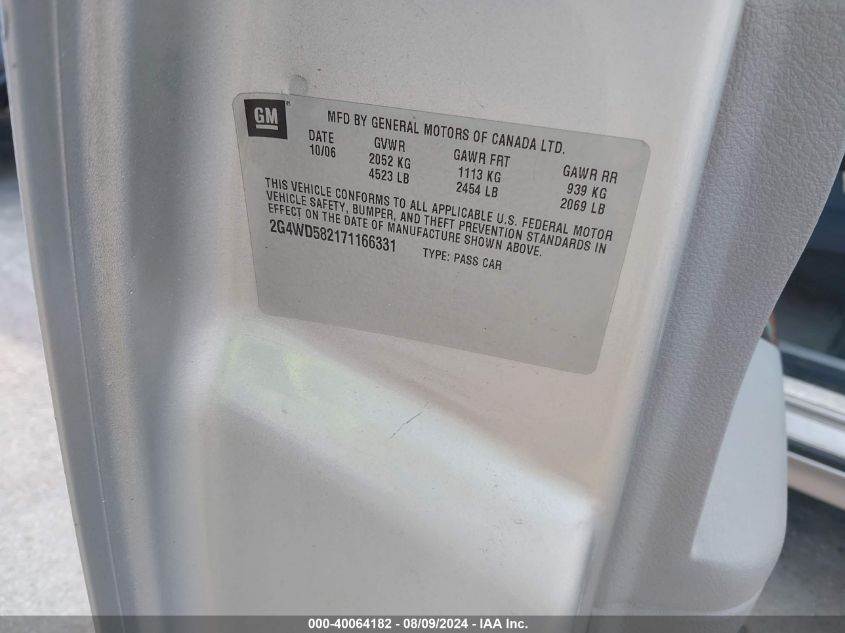 GM
MFD BY GENERAL MOTORS OF CANADA LTD.
DATE GVWR GAWR FRT GAWR RR
10/06 2052 KG 1113 KG 939 KG
4523 LB 2454 LB 2069 LB
THIS VEHICLE CONFORMS TO ALL APPLICABLE U.S. FEDERAL MOTOR
VEHICLE SAFETY, BUMPER, AND THEFT PREVENTION STANDARDS IN
EFFECT ON THE DATE OF MANUFACTURE SHOWN ABOVE.
2G4WD582171166331 TYPE: PASS CAR
000-40064182 - 08/09/2024 - IAA Inc.